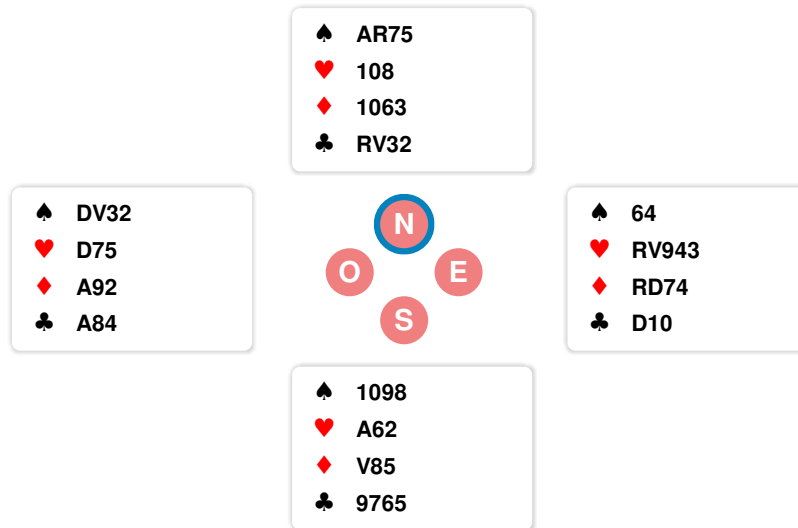 ♠ AR75
♥ 108
♦ 1063
♣ RV32
♠ DV32
♥ D75
♦ A92
♣ A84
N
O E
S
♠ 64
♥ RV943
♦ RD74
♣ D10
♠ 1098
♥ A62
♦ V85
♣ 9765